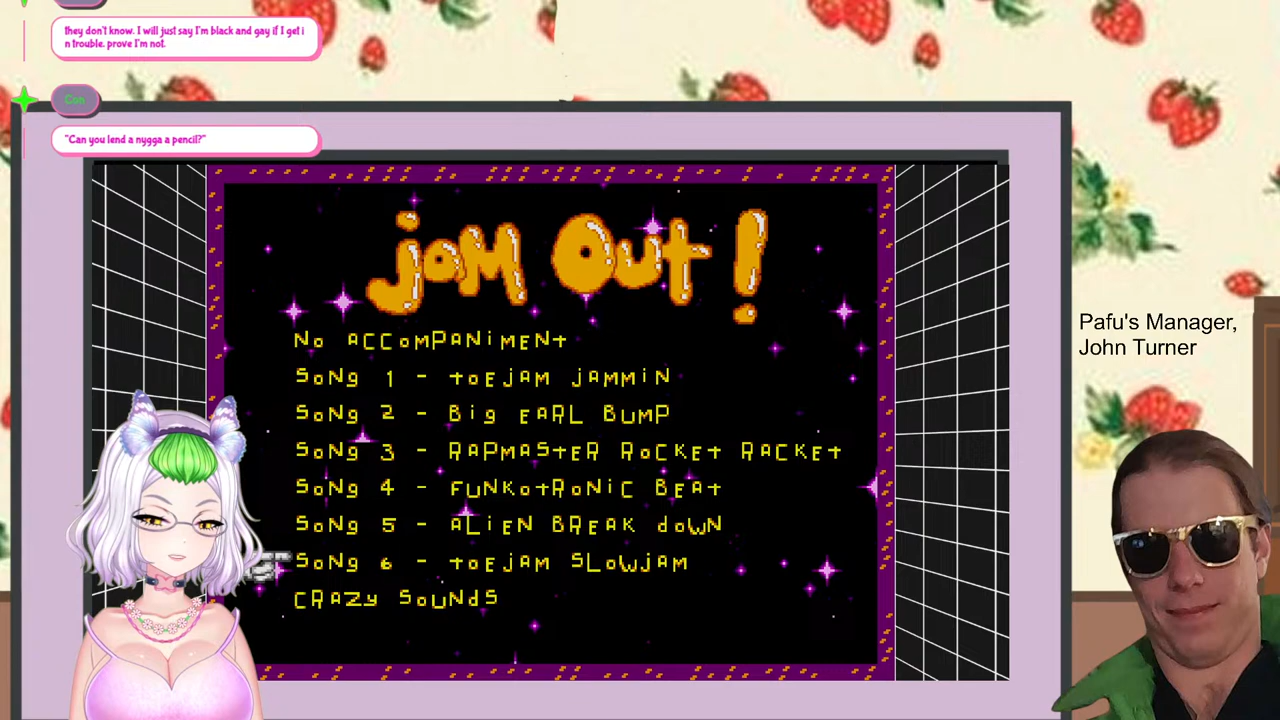 they don't know. I will just say I'm black and gay if I get i
n trouble. prove I'm not.
Con
"Can you lend a nygga a pencil?"
jAM Out!
No ACCoMPANiMENt
SoNg 1 - toEjAM jAMMiN
SoNg 2 - Big EARL BUMP
SoNg 3 - RAPMAStER RoCKEt RACKEt
SoNg 4 - FUNKotRoNiC BEAt
SoNg 5 - ALiEN BREAK doWN
SoNg 6 - toEjAM SLoWjAM
CRAZy SoUNdS
Pafu's Manager,
John Turner